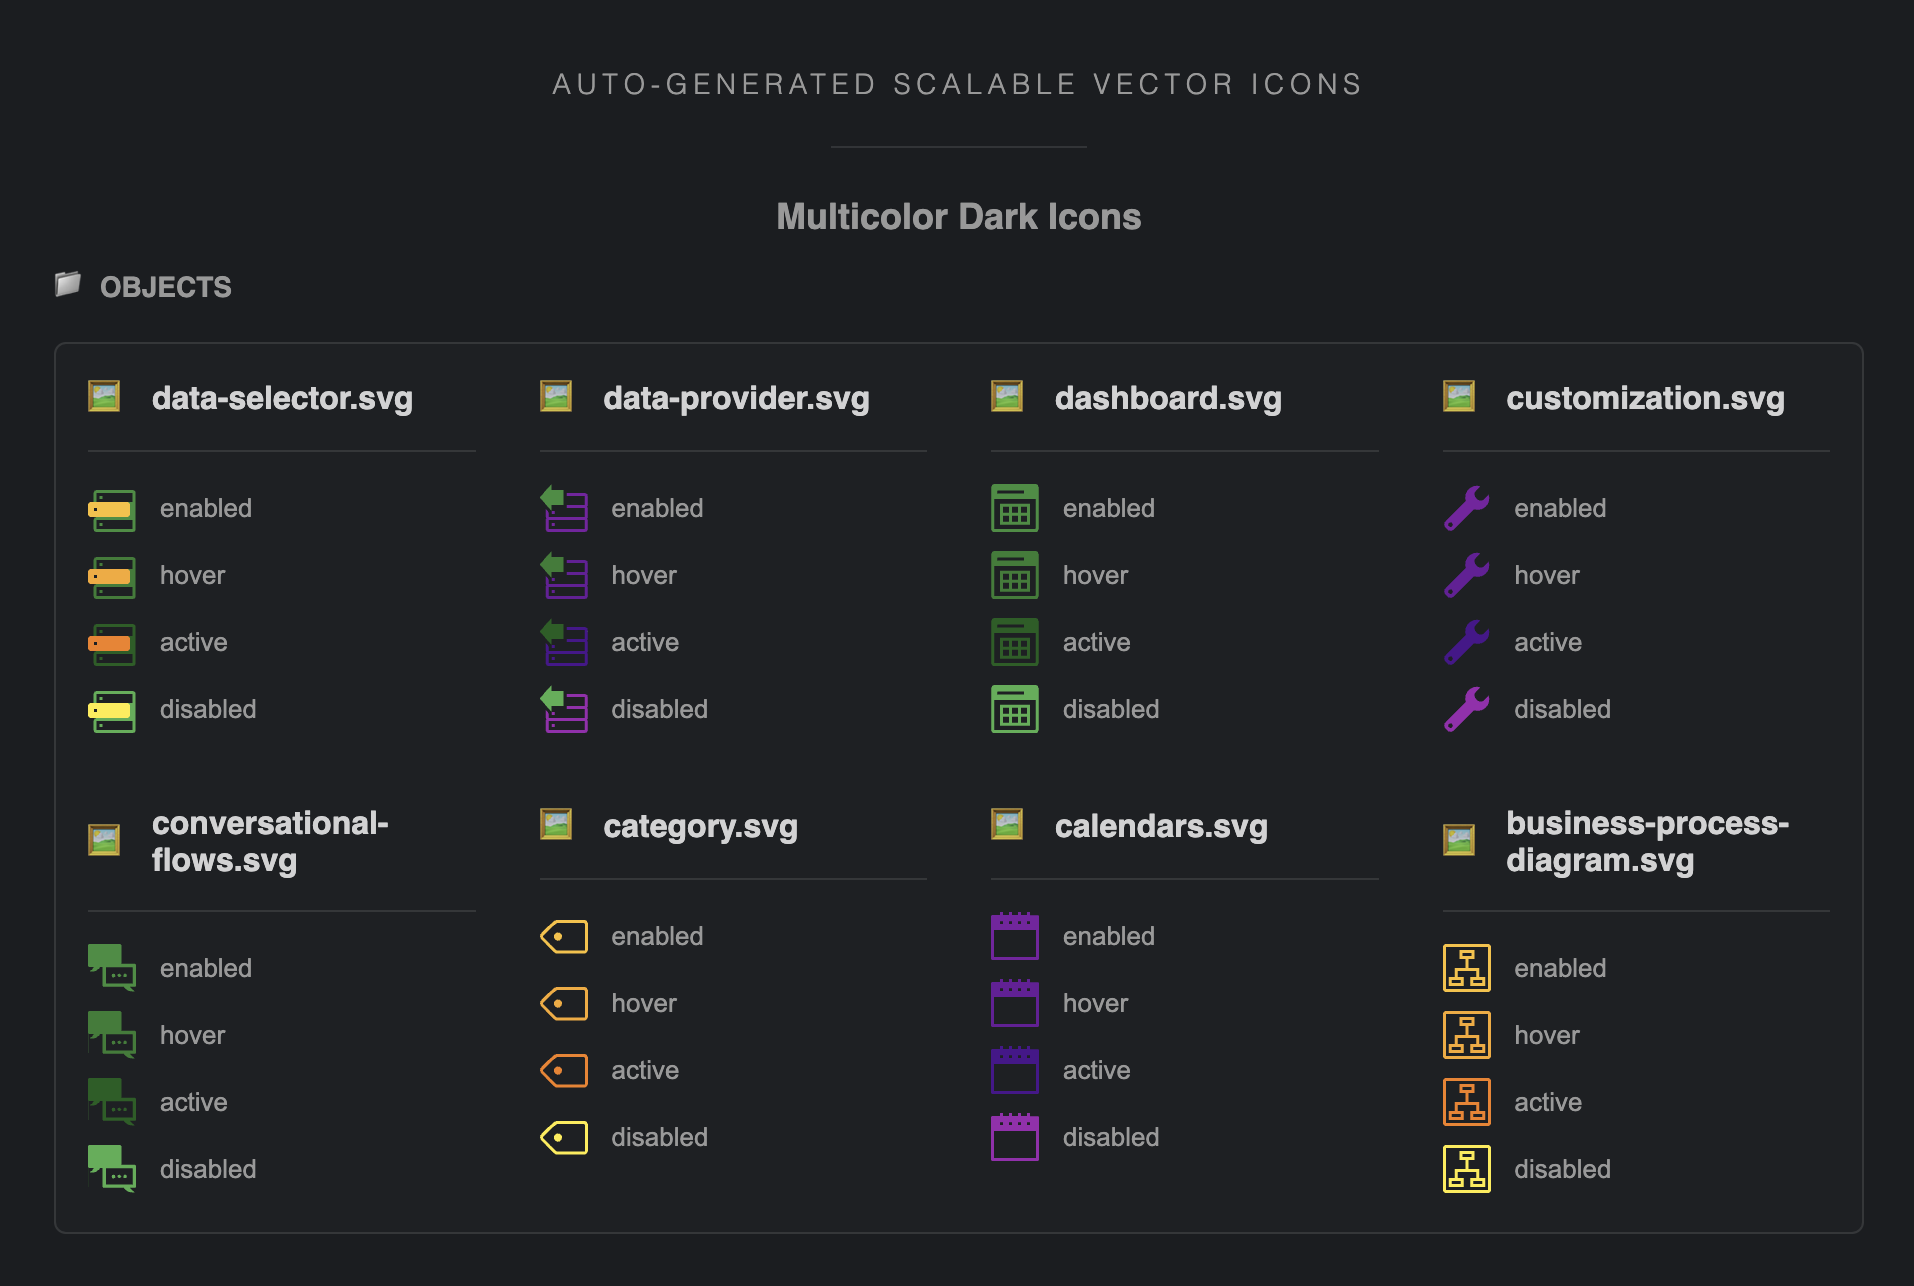 AUTO-GENERATED SCALABLE VECTOR ICONS
Multicolor Dark Icons
OBJECTS
data-selector.svg
enabled
hover
active
disabled
data-provider.svg
enabled
hover
active
disabled
dashboard.svg
enabled
hover
active
disabled
customization.svg
enabled
hover
active
disabled
conversational-
flows.svg
enabled
hover
active
disabled
category.svg
enabled
hover
active
disabled
calendars.svg
enabled
hover
active
disabled
business-process-
diagram.svg
enabled
hover
active
disabled